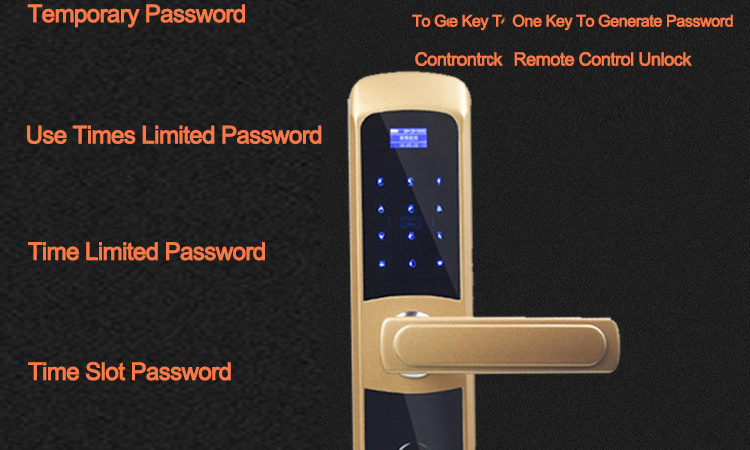 Temporary Password
To Ge Key T One Key To Generate Password
Controntrck Remote Control Unlock
Use Times Limited Password
Time Limited Password
Time Slot Password